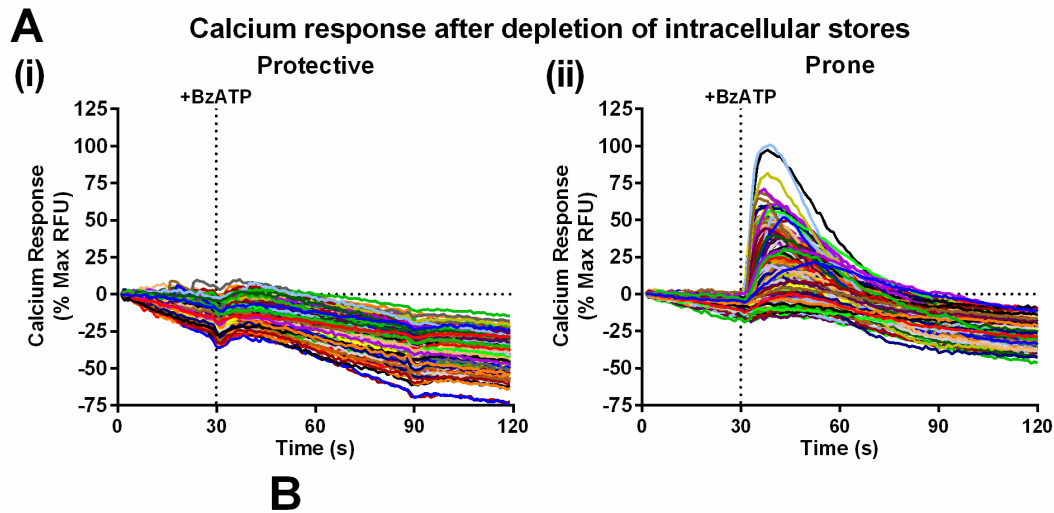 A
Calcium response after depletion of intracellular stores
(i)
Protective
+BzATP
125
100
75
50
25
0
-25
-50
-75
Calcium Response
(% Max RFU)
0
30
60
90
120
Time (s)
(ii)
Prone
+BzATP
125
100
75
50
25
0
-25
-50
-75
Calcium Response
(% Max RFU)
0
30
60
90
120
Time (s)
B